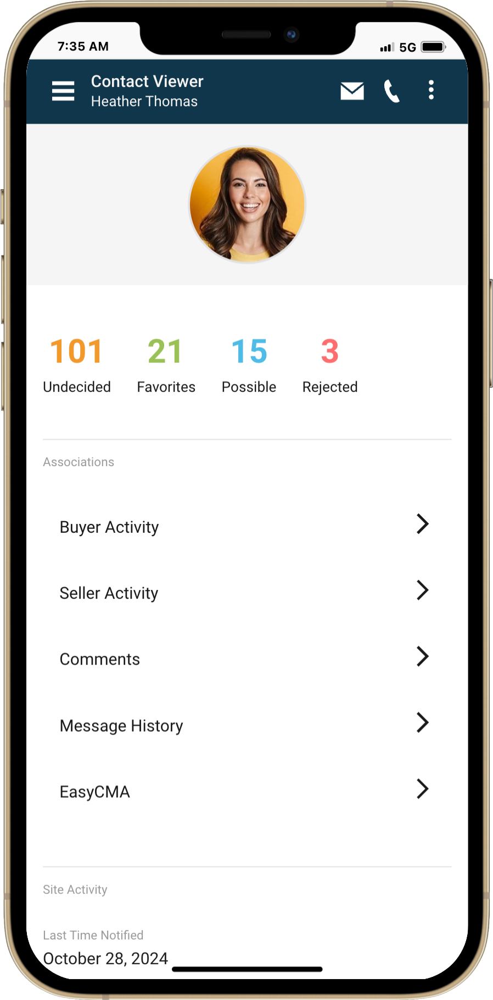 7:35 AM 5G
Contact Viewer
Heather Thomas
101 21 15 3
Undecided Favorites Possible Rejected
Associations
Buyer Activity
Seller Activity
Comments
Message History
EasyCMA
Site Activity
Last Time Notified
October 28, 2024